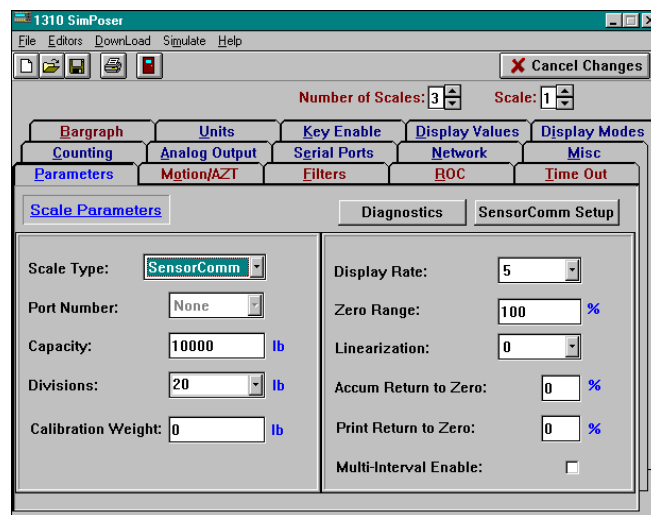 1310 SimPoser
File Editors DownLoad Simulate Help
Cancel Changes
Number of Scales: 3 Scale: 1
Bargraph Units Key Enable Display Values Display Modes
Counting Analog Output Serial Ports Network Misc
Parameters Motion/AZT Filters ROC Time Out
Scale Parameters Diagnostics SensorComm Setup
Scale Type: SensorComm
Port Number: None
Capacity: 10000 lb
Divisions: 20 lb
Calibration Weight: 0 lb
Display Rate: 5
Zero Range: 100 %
Linearization: 0
Accum Return to Zero: 0 %
Print Return to Zero: 0 %
Multi-Interval Enable: